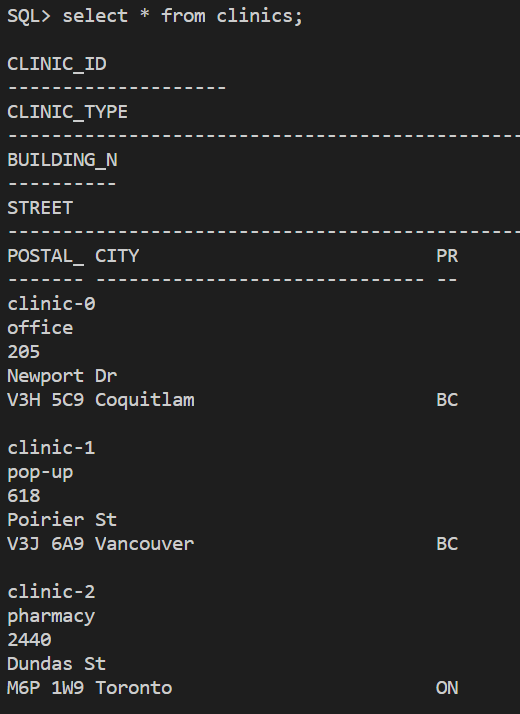 SQL> select * from clinics;
CLINIC_ID
--------------------
CLINIC_TYPE
-----------------------------------------------
BUILDING_N
----------
STREET
-----------------------------------------------
POSTAL_ CITY                           PR
------- ------------------------------ --
clinic-0
office
205
Newport Dr
V3H 5C9 Coquitlam                      BC
clinic-1
pop-up
618
Poirier St
V3J 6A9 Vancouver                      BC
clinic-2
pharmacy
2440
Dundas St
M6P 1W9 Toronto                        ON